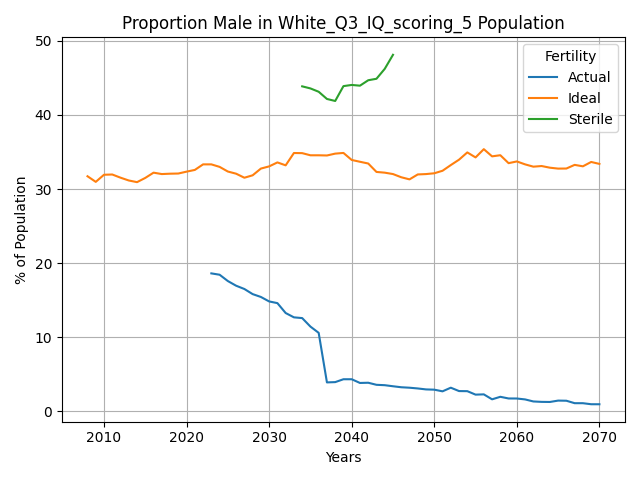 Proportion Male in White_Q3_IQ_scoring_5 Population
% of Population
50
40
30
20
10
0
Fertility
Actual
Ideal
Sterile
2010
2020
2030
2040
2050
2060
2070
Years